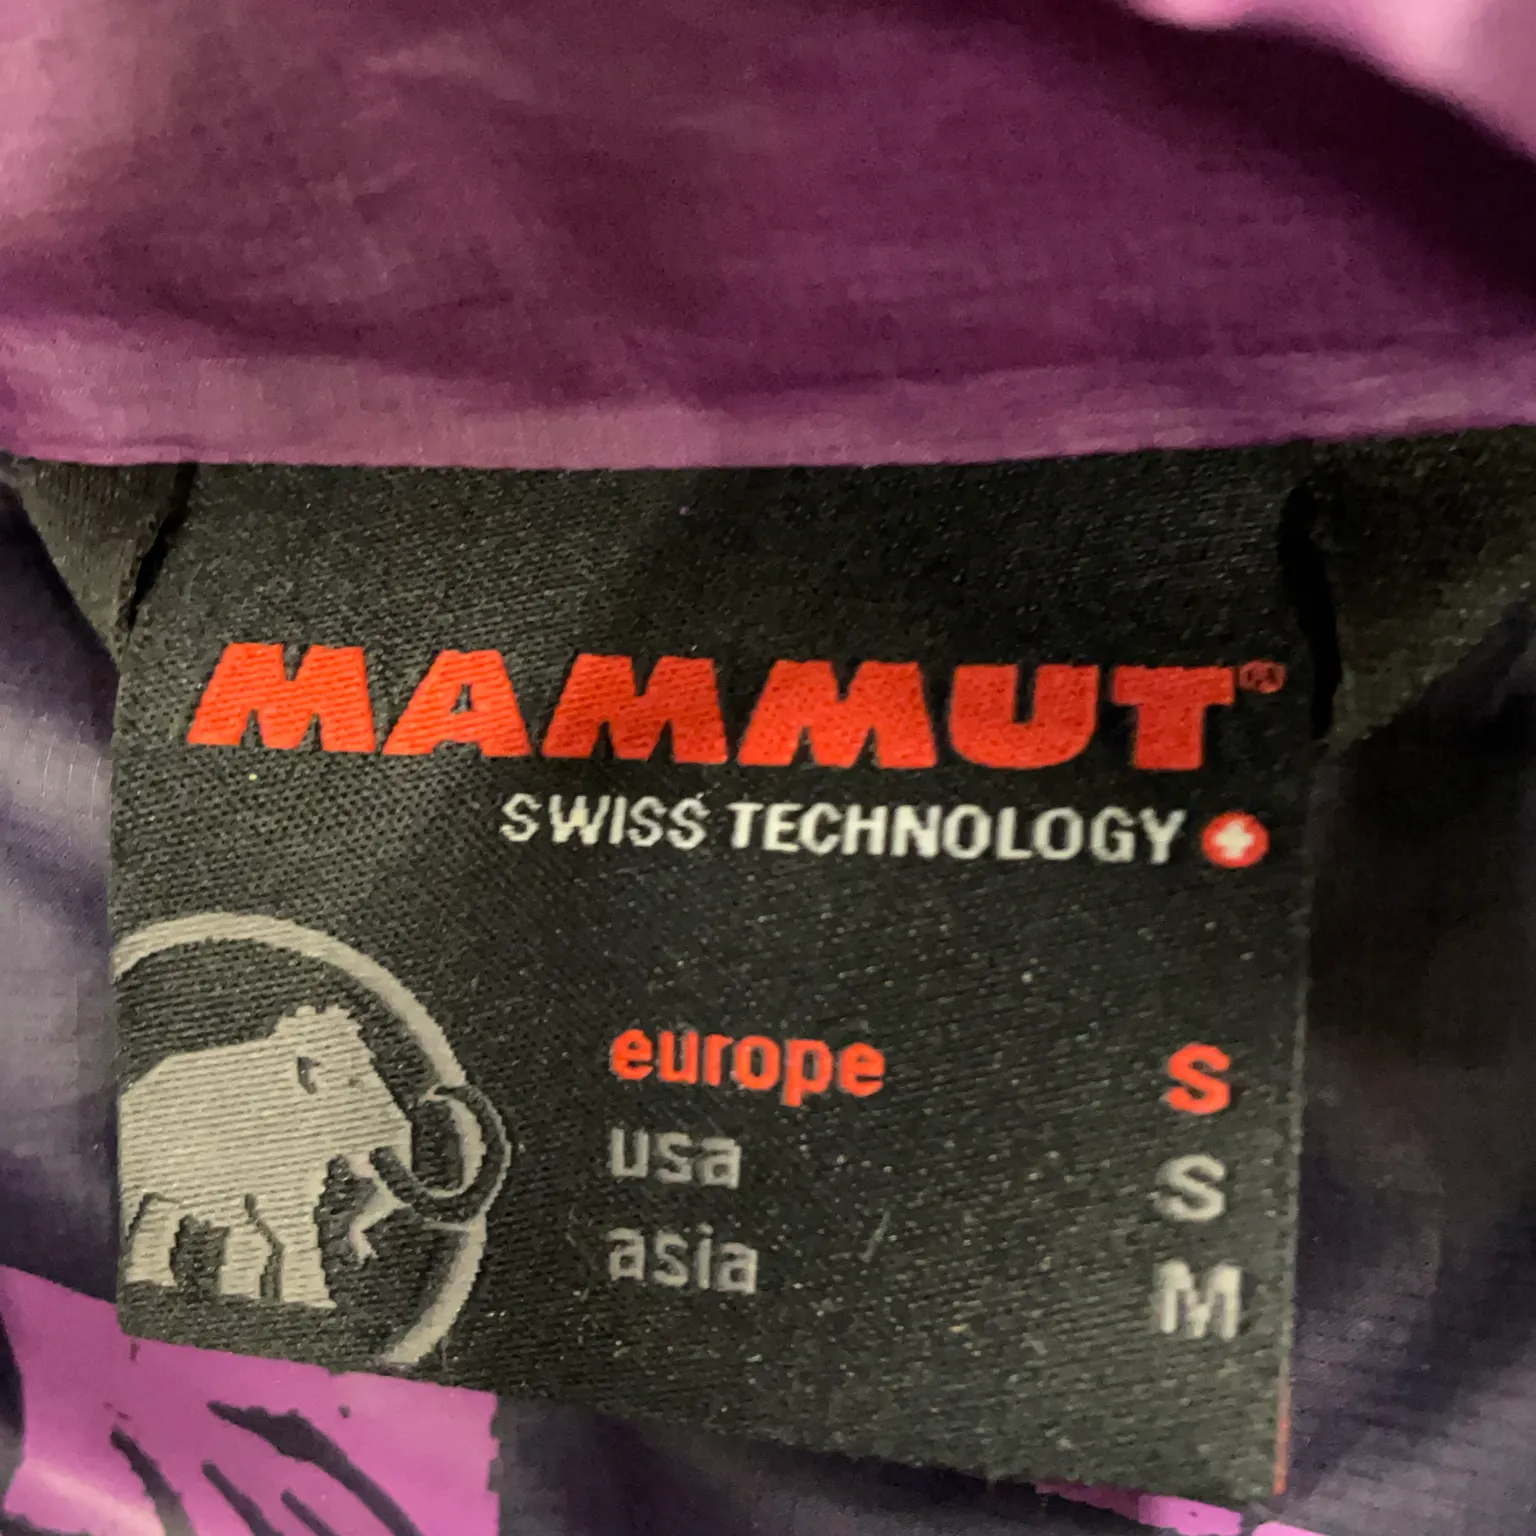 MAMMUT®
SWISS TECHNOLOGY
europe S
usa S
asia M